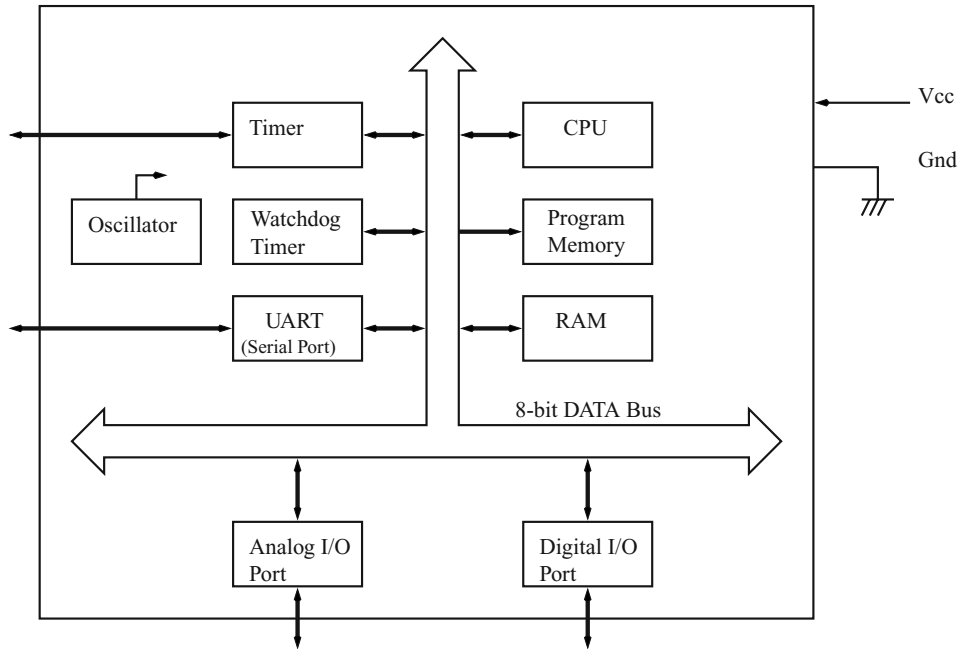 Vcc
Timer
CPU
Gnd
Oscillator
Watchdog
Timer
Program
Memory
UART
(Serial Port)
RAM
8-bit DATA Bus
Analog I/O
Port
Digital I/O
Port